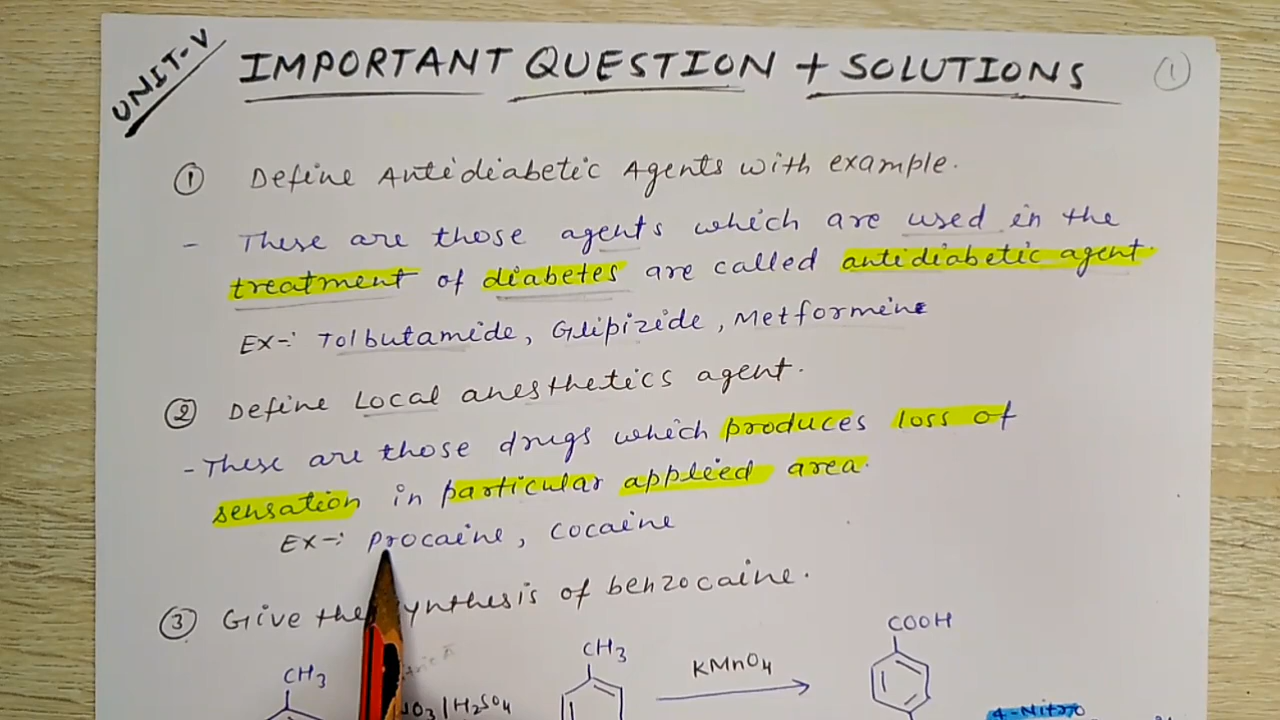 UNIT-V
IMPORTANT QUESTION + SOLUTIONS
1
1 Define Antidiabetic Agents with example.
- These are those agents which are used in the
treatment of diabetes are called antidiabetic agent.
Ex-: Tolbutamide, Glipizide, Metformine
2 Define Local anesthetics agent.
- These are those drugs which produces loss of
sensation in particular applied area.
Ex-: Procaine, Cocaine
3 Give the synthesis of benzocaine.
COOH
CH3
KMnO4
CH3
NO3 | H2SO4
4-Nitro